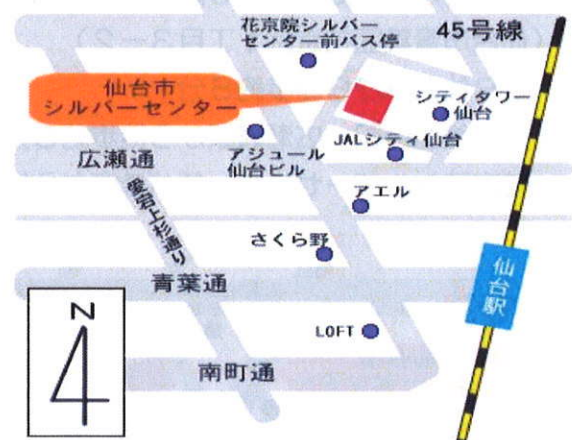 花京院シルバー
センター前バス停
45号線
仙台市
シルバーセンター
シティタワー
仙台
JALシティ仙台
広瀬通
アジュール
仙台ビル
愛宕上杉通り
アエル
さくら野
青葉通
仙台駅
N
LOFT
南町通